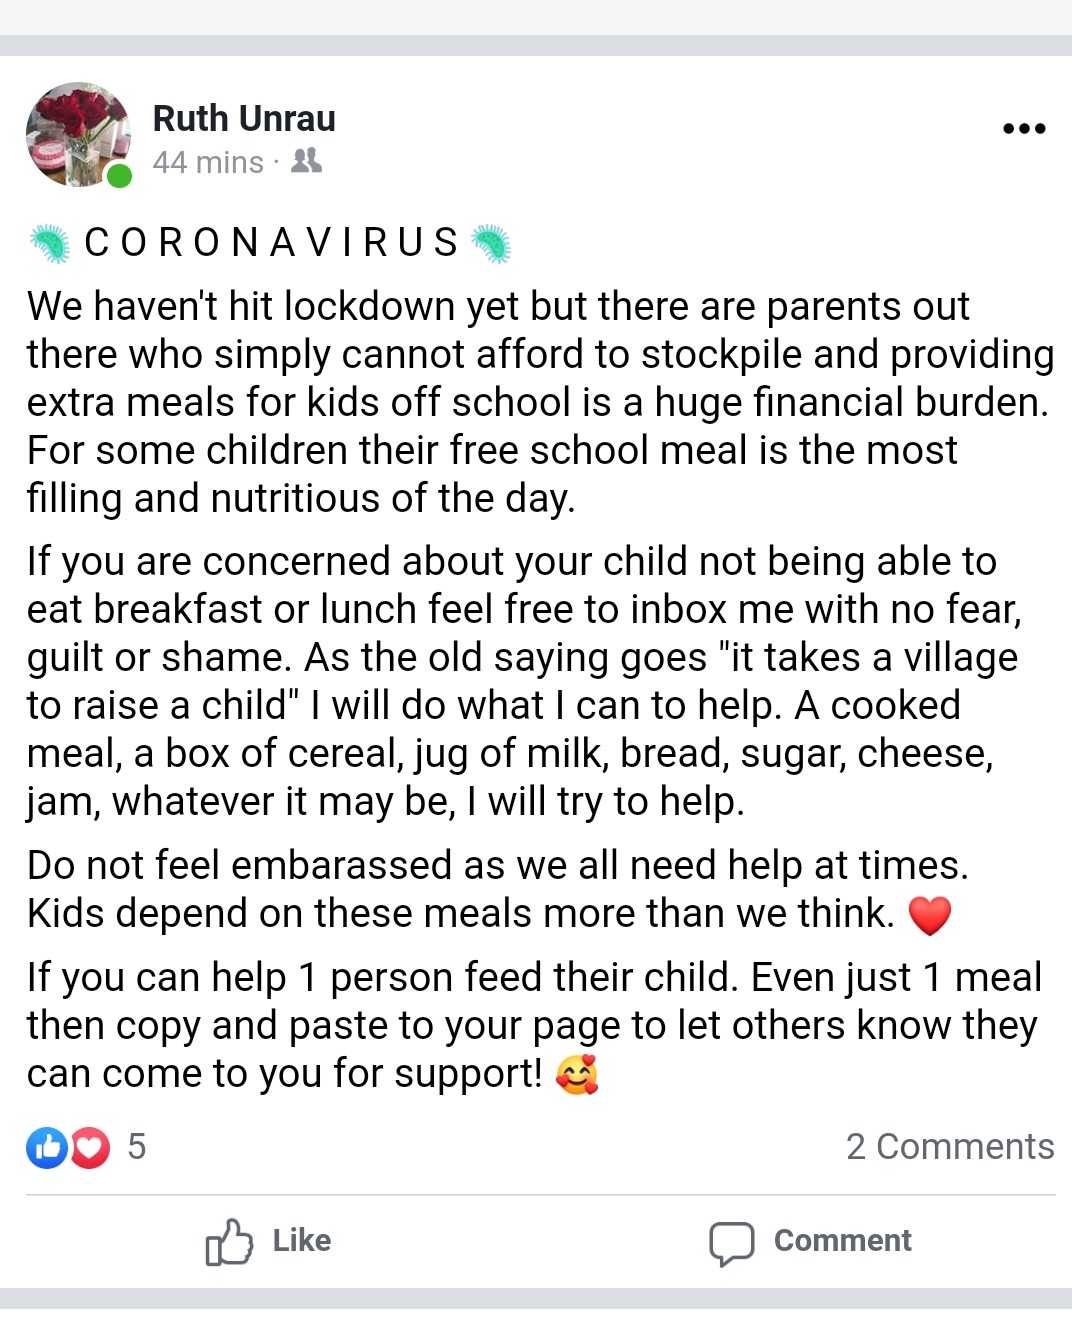 Ruth Unrau
44 mins ·
🦠 C O R O N A V I R U S 🦠
We haven't hit lockdown yet but there are parents out
there who simply cannot afford to stockpile and providing
extra meals for kids off school is a huge financial burden.
For some children their free school meal is the most
filling and nutritious of the day.
If you are concerned about your child not being able to
eat breakfast or lunch feel free to inbox me with no fear,
guilt or shame. As the old saying goes "it takes a village
to raise a child" I will do what I can to help. A cooked
meal, a box of cereal, jug of milk, bread, sugar, cheese,
jam, whatever it may be, I will try to help.
Do not feel embarassed as we all need help at times.
Kids depend on these meals more than we think. ❤️
If you can help 1 person feed their child. Even just 1 meal
then copy and paste to your page to let others know they
can come to you for support! 🥰
5 2 Comments
Like Comment